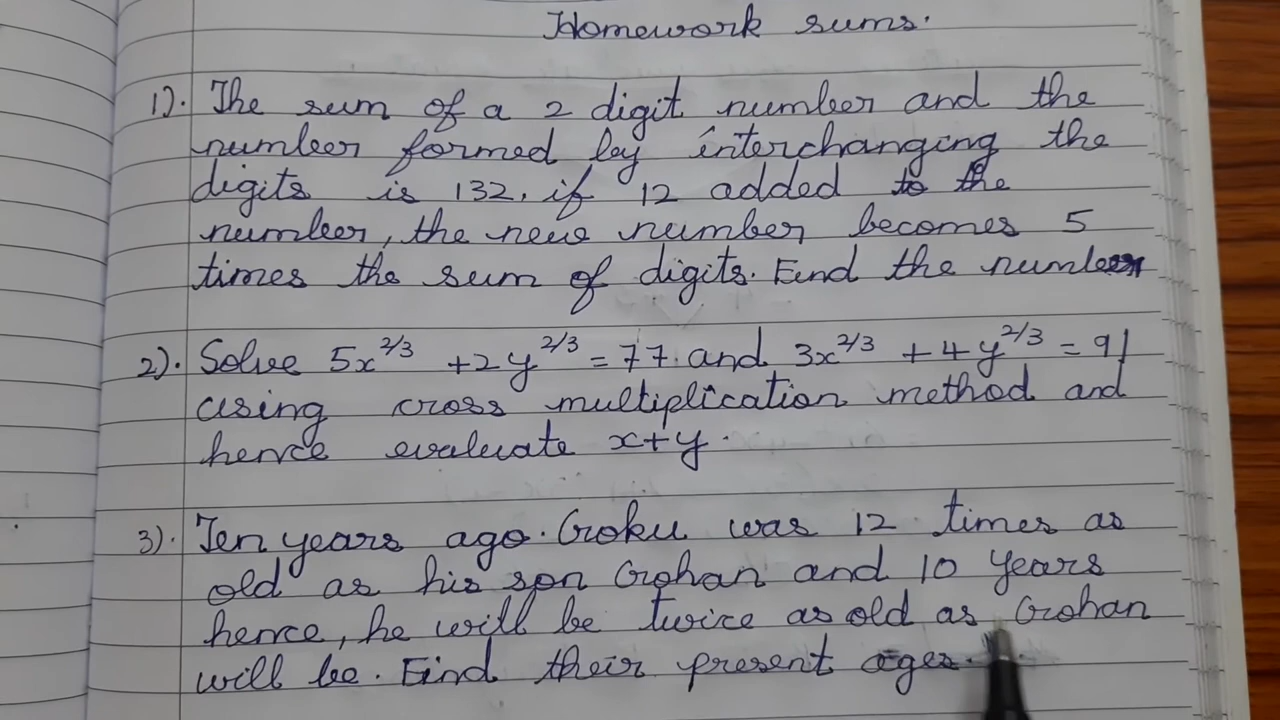 Homework sums.
1). The sum of a 2 digit number and the
number formed by interchanging the
digits is 132, if 12 added to the
number, the new number becomes 5
times the sum of digits. Find the number
2). Solve 5x^2/3 + 2y^2/3 = 77 and 3x^2/3 + 4y^2/3 = 91
using cross multiplication method and
hence evaluate x+y.
3). Ten years ago. Goku was 12 times as
old as his son Gohan and 10 years
hence, he will be twice as old as Gohan
will be. Find their present ages.